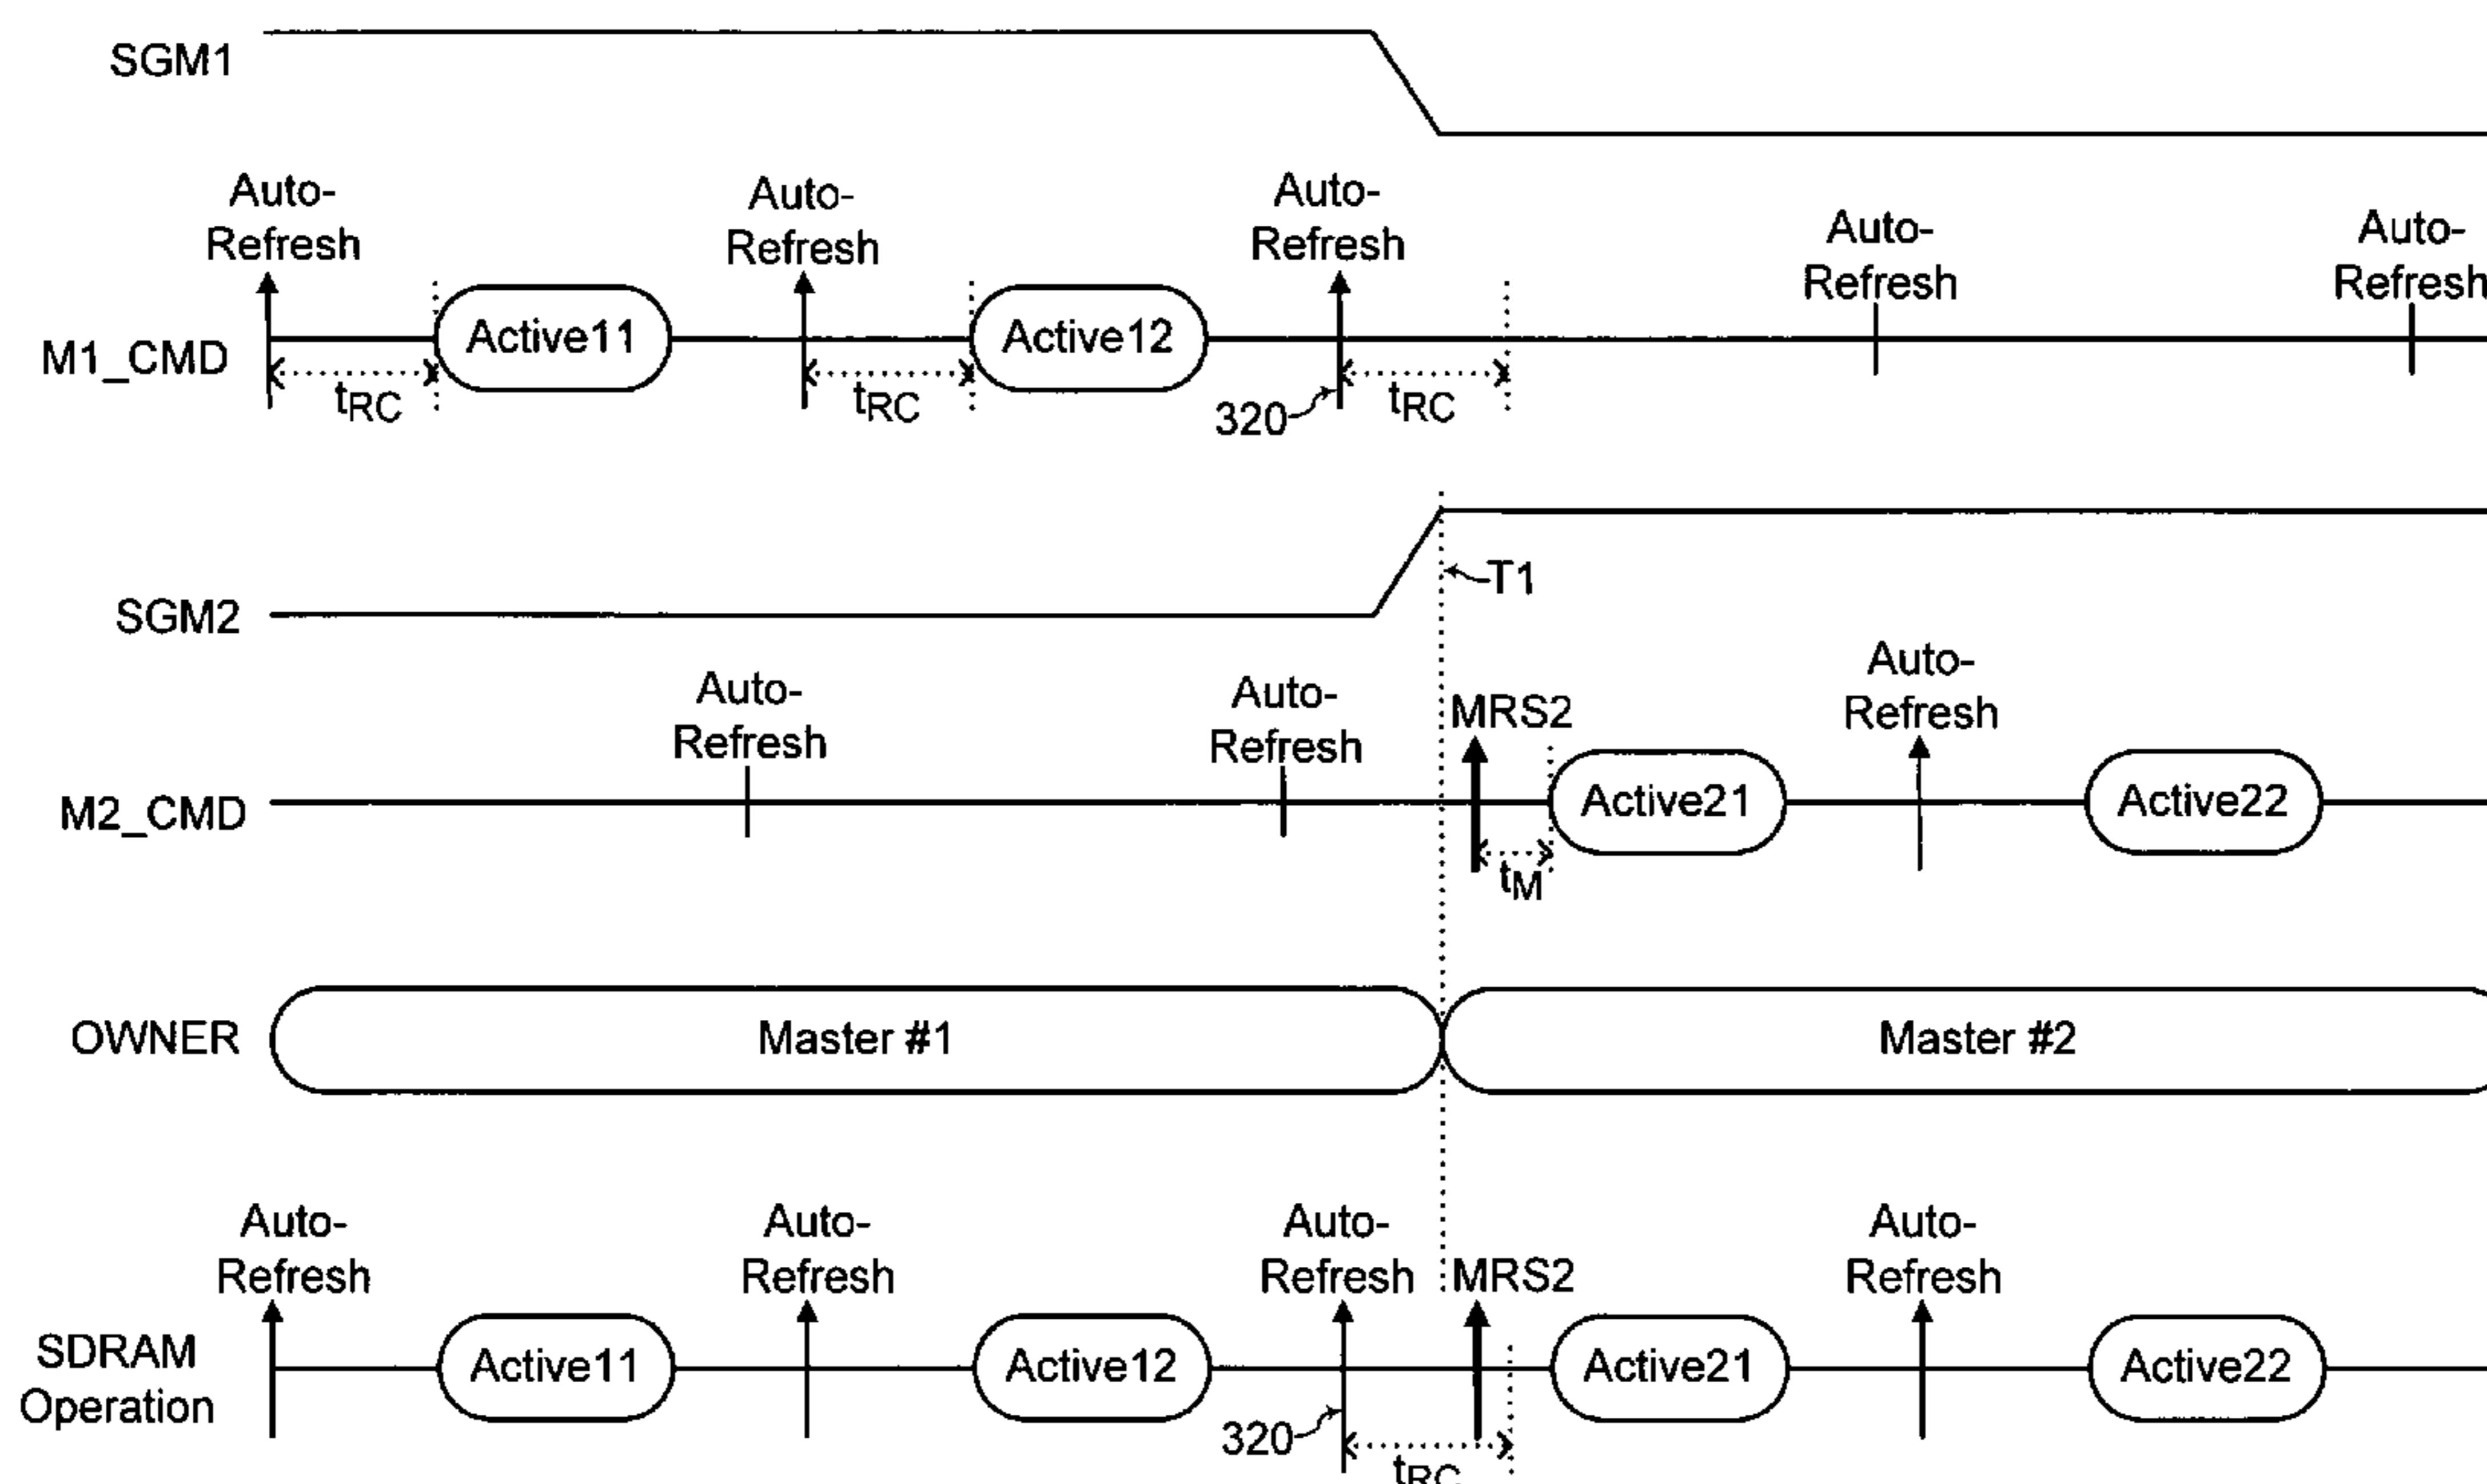 SGM1
Auto-
Refresh
Auto-
Refresh
Auto-
Refresh
Auto-
Refresh
Auto-
Refresh
M1_CMD
Active11
Active12
tRC
tRC
320
tRC
T1
SGM2
Auto-
Refresh
Auto-
Refresh
MRS2
Auto-
Refresh
M2_CMD
Active21
Active22
tM
OWNER
Master #1
Master #2
Auto-
Refresh
Auto-
Refresh
Auto-
Refresh
MRS2
Auto-
Refresh
SDRAM
Operation
Active11
Active12
Active21
Active22
320
tRC